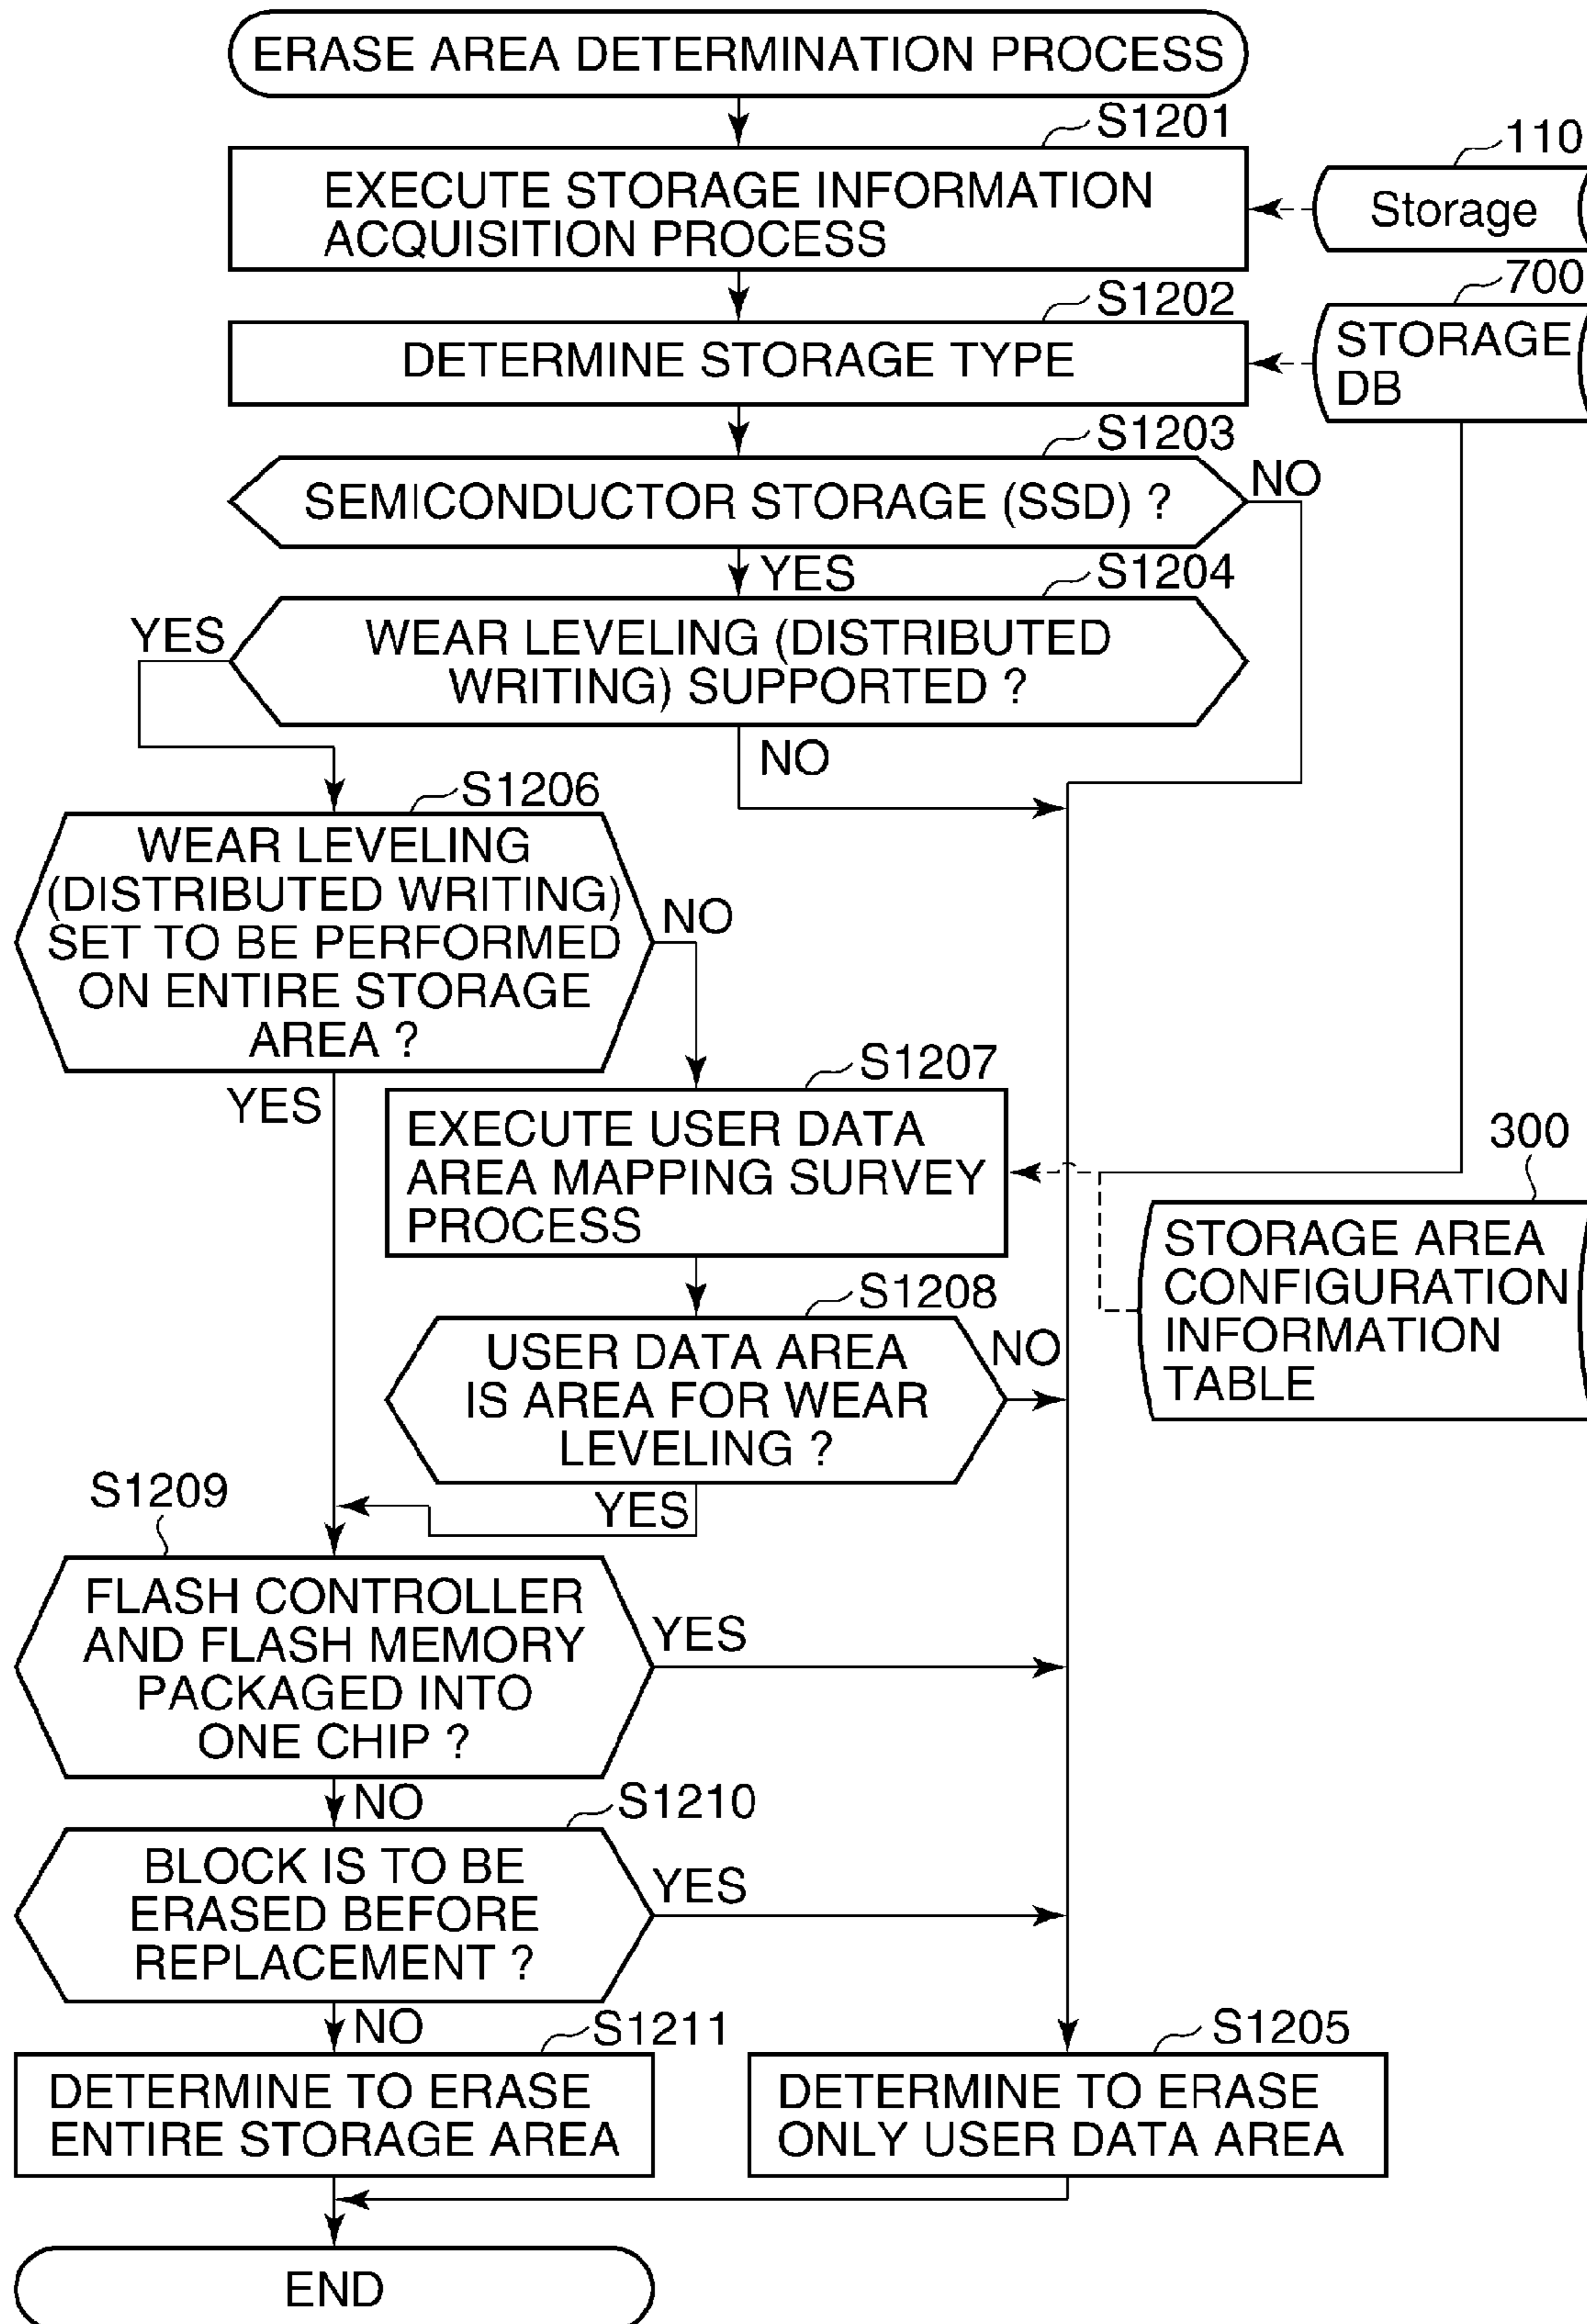 ERASE AREA DETERMINATION PROCESS
S1201
EXECUTE STORAGE INFORMATION
ACQUISITION PROCESS
110
Storage
S1202
DETERMINE STORAGE TYPE
700
STORAGE
DB
S1203
SEMICONDUCTOR STORAGE (SSD) ?
NO
YES
S1204
WEAR LEVELING (DISTRIBUTED
WRITING) SUPPORTED ?
YES
NO
S1206
WEAR LEVELING
(DISTRIBUTED WRITING)
SET TO BE PERFORMED
ON ENTIRE STORAGE
AREA ?
NO
YES
S1207
EXECUTE USER DATA
AREA MAPPING SURVEY
PROCESS
300
STORAGE AREA
CONFIGURATION
INFORMATION
TABLE
S1208
USER DATA AREA
IS AREA FOR WEAR
LEVELING ?
NO
YES
S1209
FLASH CONTROLLER
AND FLASH MEMORY
PACKAGED INTO
ONE CHIP ?
YES
NO
S1210
BLOCK IS TO BE
ERASED BEFORE
REPLACEMENT ?
YES
NO
S1211
DETERMINE TO ERASE
ENTIRE STORAGE AREA
S1205
DETERMINE TO ERASE
ONLY USER DATA AREA
END